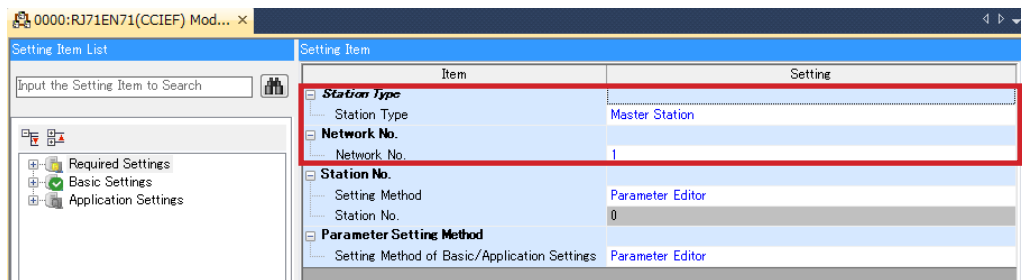 0000:RJ71EN71(CCIEF) Mod...
Setting Item List
Setting Item
Input the Setting Item to Search
Item Setting
Station Type
Station Type Master Station
Network No.
Network No. 1
Required Settings
Basic Settings
Application Settings
Station No.
Setting Method Parameter Editor
Station No. 0
Parameter Setting Method
Setting Method of Basic/Application Settings Parameter Editor